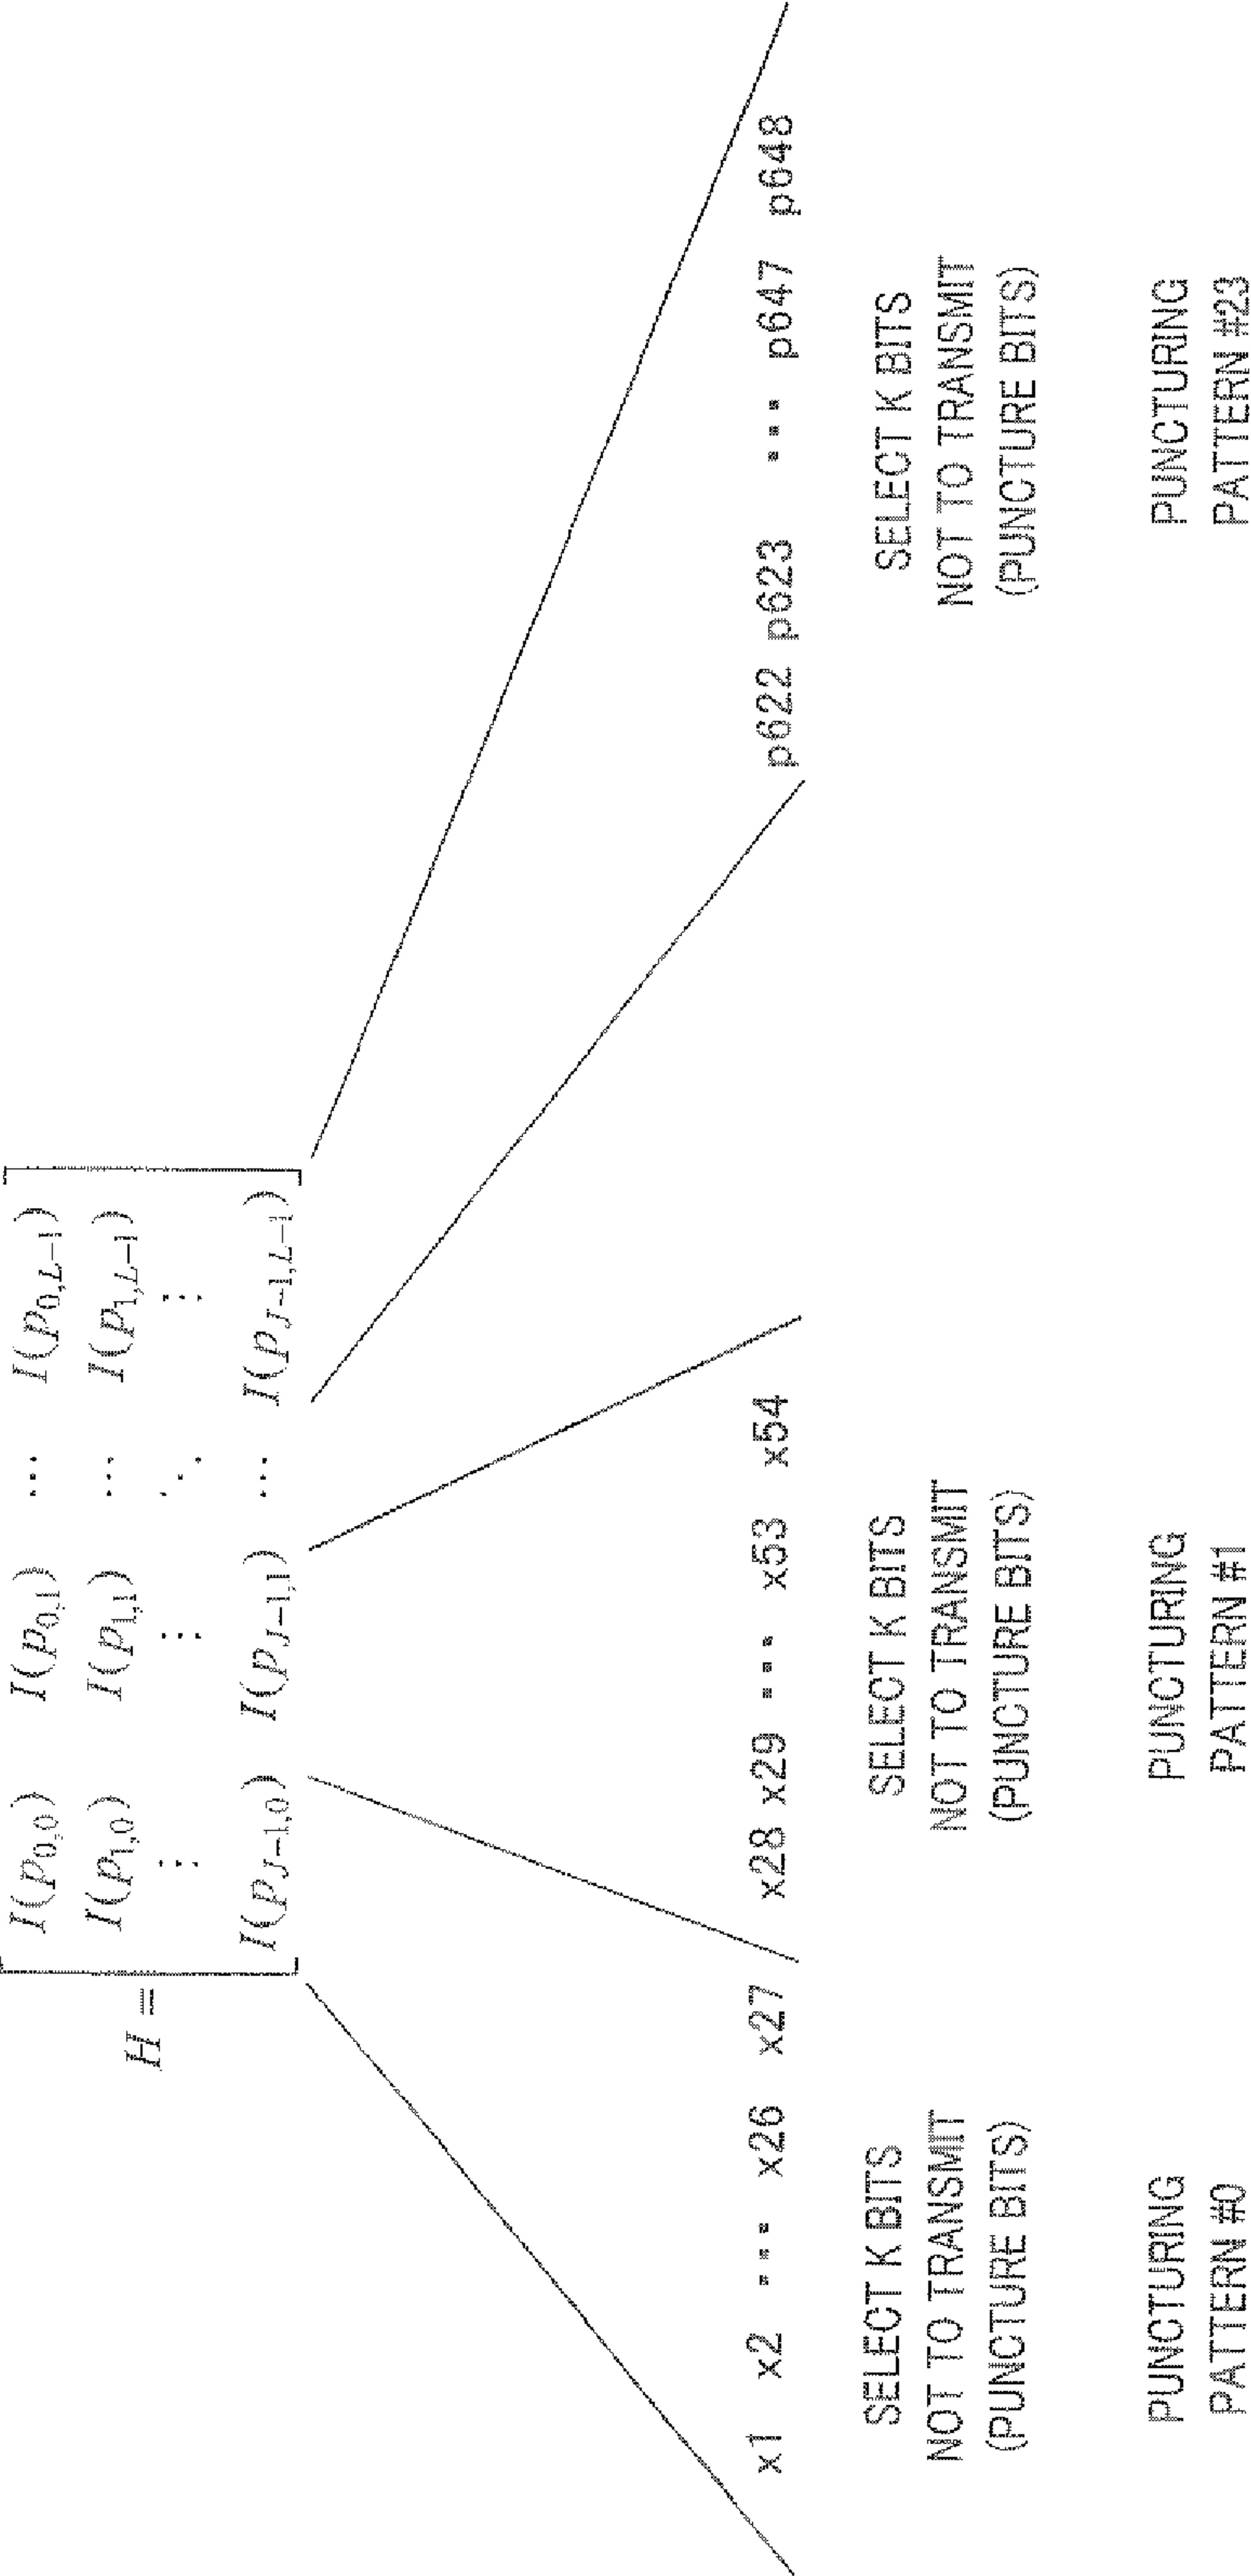 I(p0,0) I(p0,1) ... I(p0,L−1)
H = I(p1,0) I(p1,1) ... I(p1,L−1)
⋮ ⋮ ⋱ ⋮
I(pJ−1,0) I(pJ−1,1) ... I(pJ−1,L−1)
x1 x2 ... x26 x27 x28 x29 ... x53 x54 p622 p623 ... p647 p648
SELECT K BITS
NOT TO TRANSMIT
(PUNCTURE BITS)
SELECT K BITS
NOT TO TRANSMIT
(PUNCTURE BITS)
SELECT K BITS
NOT TO TRANSMIT
(PUNCTURE BITS)
PUNCTURING
PATTERN #0
PUNCTURING
PATTERN #1
PUNCTURING
PATTERN #23